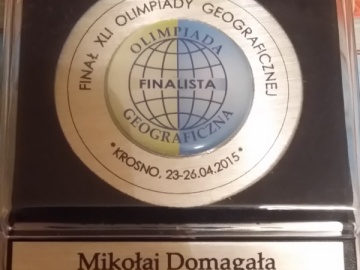 FINAŁ XLI OLIMPIADY GEOGRAFICZNEJ
OLIMPIADA
FINALISTA
GEOGRAFICZNA
* KROSNO, 23-26.04.2015 *
Mikołaj Domagała